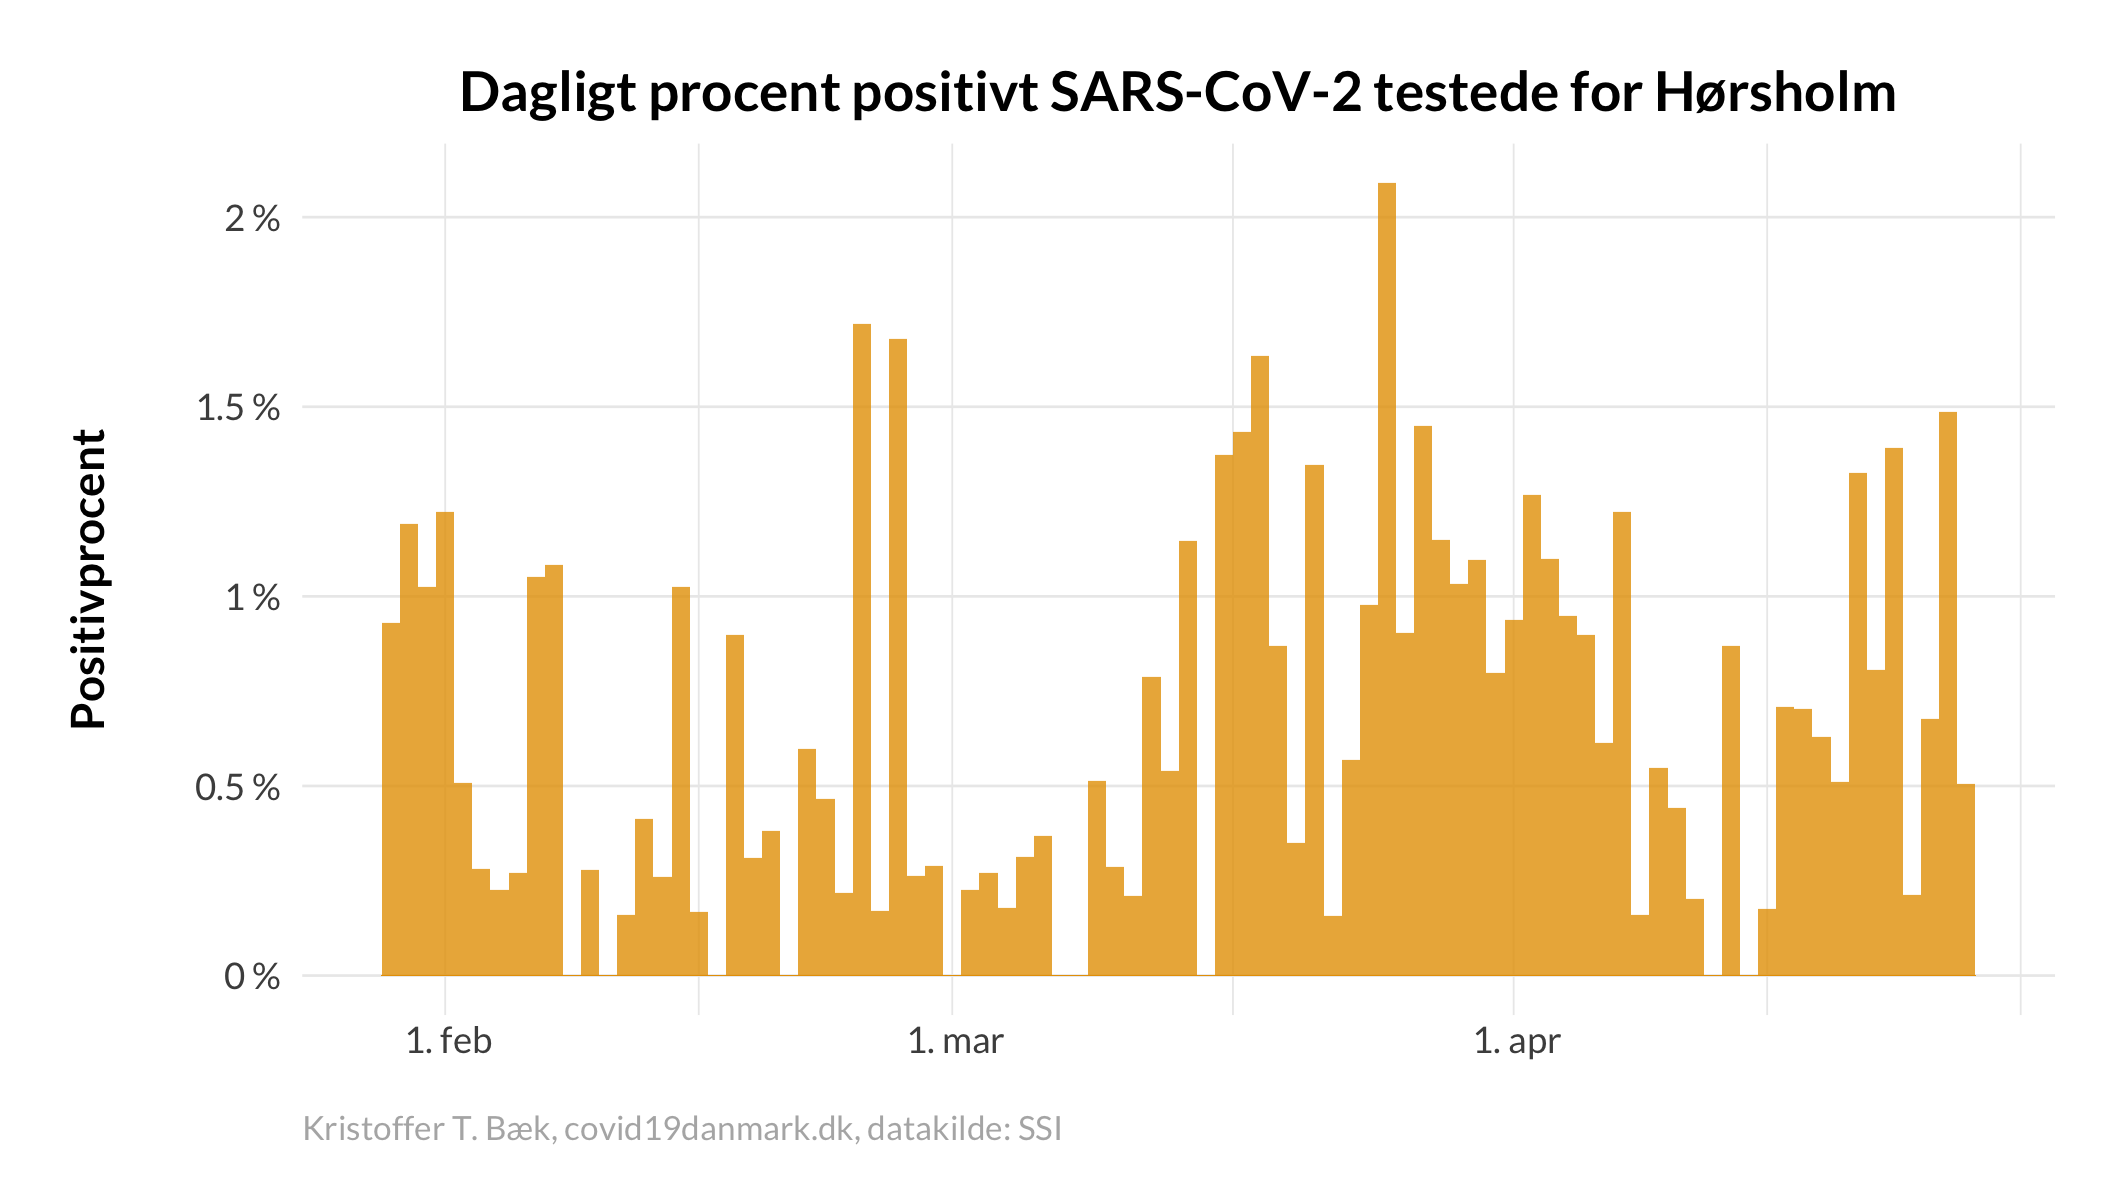 Dagligt procent positivt SARS-CoV-2 testede for Hørsholm
Positivprocent
2 %
1.5 %
1 %
0.5 %
0 %
1. feb
1. mar
1. apr
Kristoffer T. Bæk, covid19danmark.dk, datakilde: SSI